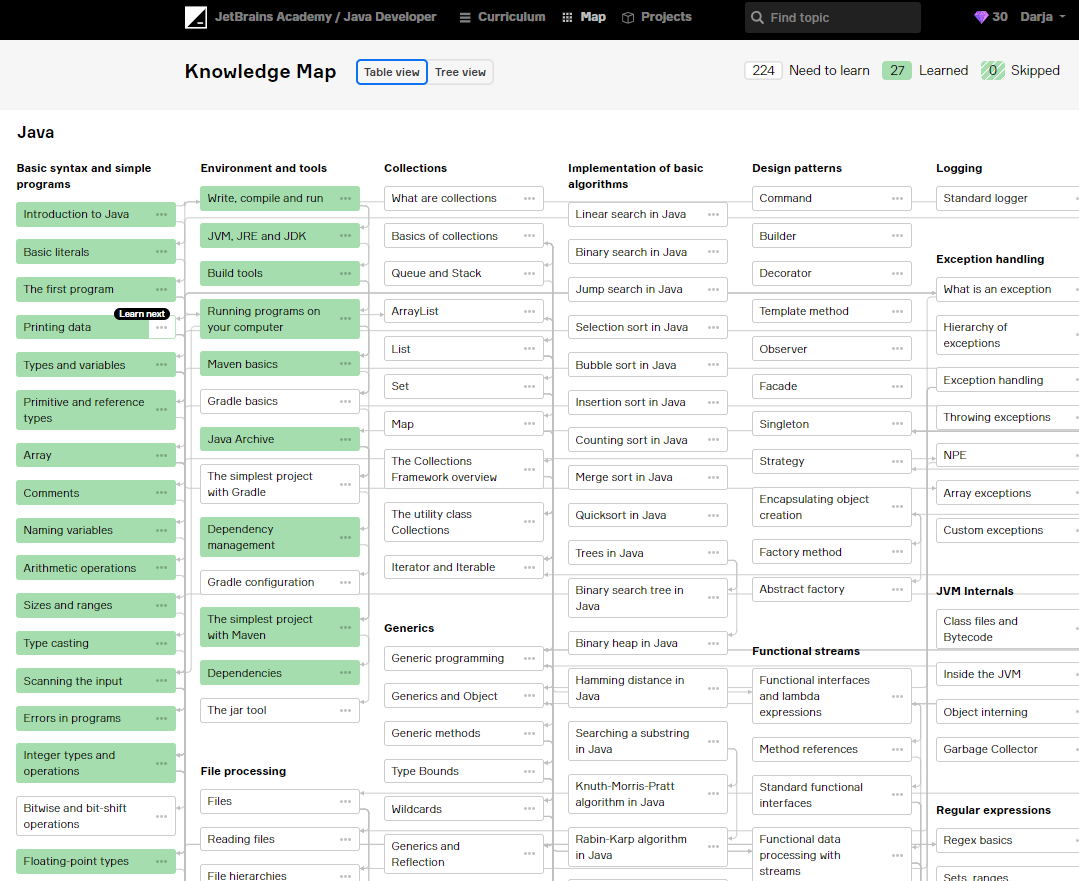 JetBrains Academy / Java Developer
Curriculum
Map
Projects
Find topic
30
Darja
Knowledge Map
Table view
Tree view
224 Need to learn
27 Learned
0 Skipped
Java
Basic syntax and simple
programs
Introduction to Java
Basic literals
The first program
Learn next
Printing data
Types and variables
Primitive and reference
types
Array
Comments
Naming variables
Arithmetic operations
Sizes and ranges
Type casting
Scanning the input
Errors in programs
Integer types and
operations
Bitwise and bit-shift
operations
Floating-point types
Environment and tools
Write, compile and run
JVM, JRE and JDK
Build tools
Running programs on
your computer
Maven basics
Gradle basics
Java Archive
The simplest project
with Gradle
Dependency
management
Gradle configuration
The simplest project
with Maven
Dependencies
The jar tool
File processing
Files
Reading files
File hierarchies
Collections
What are collections
Basics of collections
Queue and Stack
ArrayList
List
Set
Map
The Collections
Framework overview
The utility class
Collections
Iterator and Iterable
Generics
Generic programming
Generics and Object
Generic methods
Type Bounds
Wildcards
Generics and
Reflection
Implementation of basic
algorithms
Linear search in Java
Binary search in Java
Jump search in Java
Selection sort in Java
Bubble sort in Java
Insertion sort in Java
Counting sort in Java
Merge sort in Java
Quicksort in Java
Trees in Java
Binary search tree in
Java
Binary heap in Java
Hamming distance in
Java
Searching a substring
in Java
Knuth-Morris-Pratt
algorithm in Java
Rabin-Karp algorithm
in Java
Design patterns
Command
Builder
Decorator
Template method
Observer
Facade
Singleton
Strategy
Encapsulating object
creation
Factory method
Abstract factory
Functional streams
Functional interfaces
and lambda
expressions
Method references
Standard functional
interfaces
Functional data
processing with
streams
Logging
Standard logger
Exception handling
What is an exception
Hierarchy of
exceptions
Exception handling
Throwing exceptions
NPE
Array exceptions
Custom exceptions
JVM Internals
Class files and
Bytecode
Inside the JVM
Object interning
Garbage Collector
Regular expressions
Regex basics
Sets, ranges,